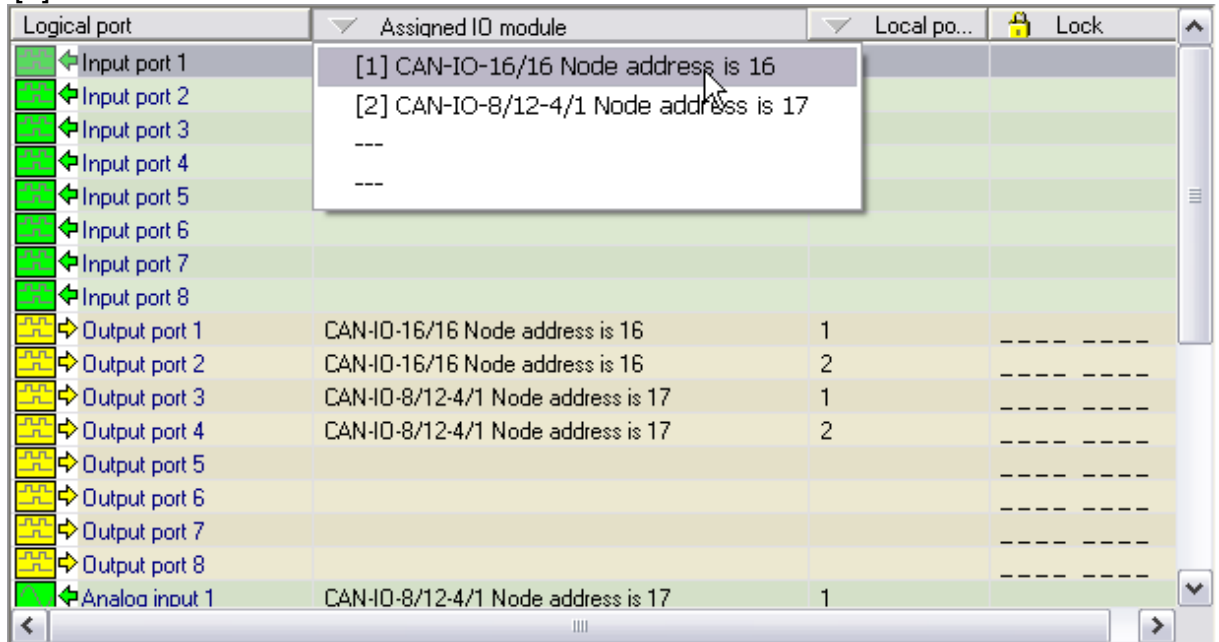 Logical port Assigned IO module Local po... Lock
Input port 1 [1] CAN-IO-16/16 Node address is 16
Input port 2 [2] CAN-IO-8/12-4/1 Node address is 17
Input port 3 ---
Input port 4
Input port 5 ---
Input port 6
Input port 7
Input port 8
Output port 1 CAN-IO-16/16 Node address is 16 1 _ _ _ _ _ _ _ _
Output port 2 CAN-IO-16/16 Node address is 16 2 _ _ _ _ _ _ _ _
Output port 3 CAN-IO-8/12-4/1 Node address is 17 1 _ _ _ _ _ _ _ _
Output port 4 CAN-IO-8/12-4/1 Node address is 17 2 _ _ _ _ _ _ _ _
Output port 5 _ _ _ _ _ _ _ _
Output port 6 _ _ _ _ _ _ _ _
Output port 7 _ _ _ _ _ _ _ _
Output port 8 _ _ _ _ _ _ _ _
Analog input 1 CAN-IO-8/12-4/1 Node address is 17 1